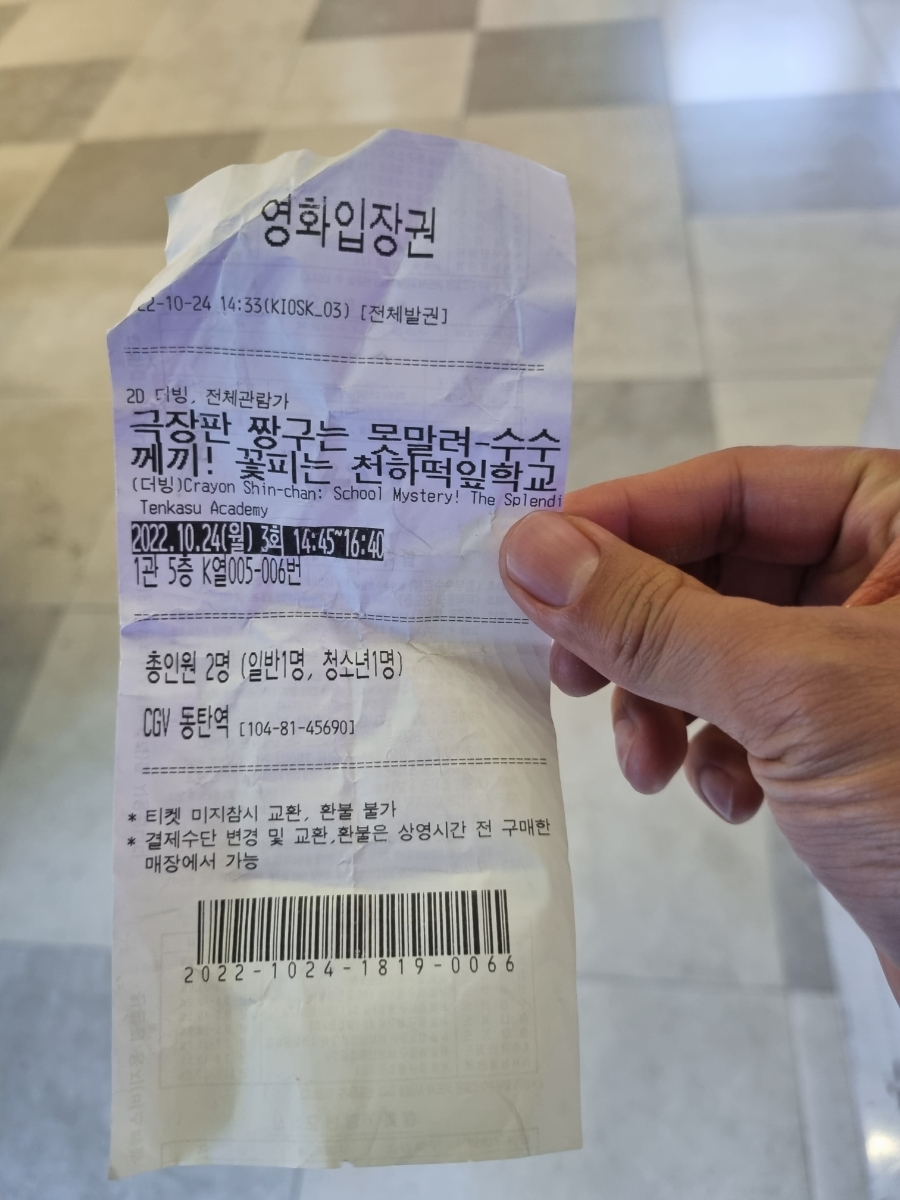 영화입장권
22-10-24 14:33(KIOSK_03) [전체발권]
2D 더빙, 전체관람가
극장판 짱구는 못말려-수수
께끼! 꽃피는 천하떡잎학교
(더빙)Crayon Shin-chan: School Mystery! The Splendi
Tenkasu Academy
2022.10.24(월) 3회 14:45~16:40
1관 5층 K열005-006번
총인원 2명 (일반1명, 청소년1명)
CGV 동탄역 [104-81-45690]
* 티켓 미지참시 교환, 환불 불가
* 결제수단 변경 및 교환,환불은 상영시간 전 구매한
매장에서 가능
2022-1024-1819-0066